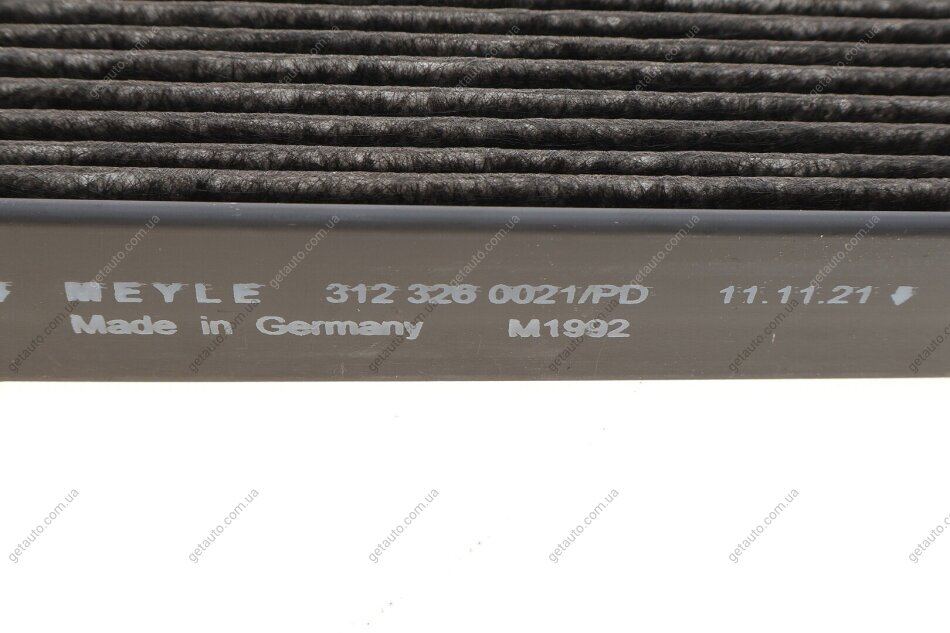 MEYLE 312 326 0021/PD 11.11.21
Made in Germany M1992
getauto.com.ua